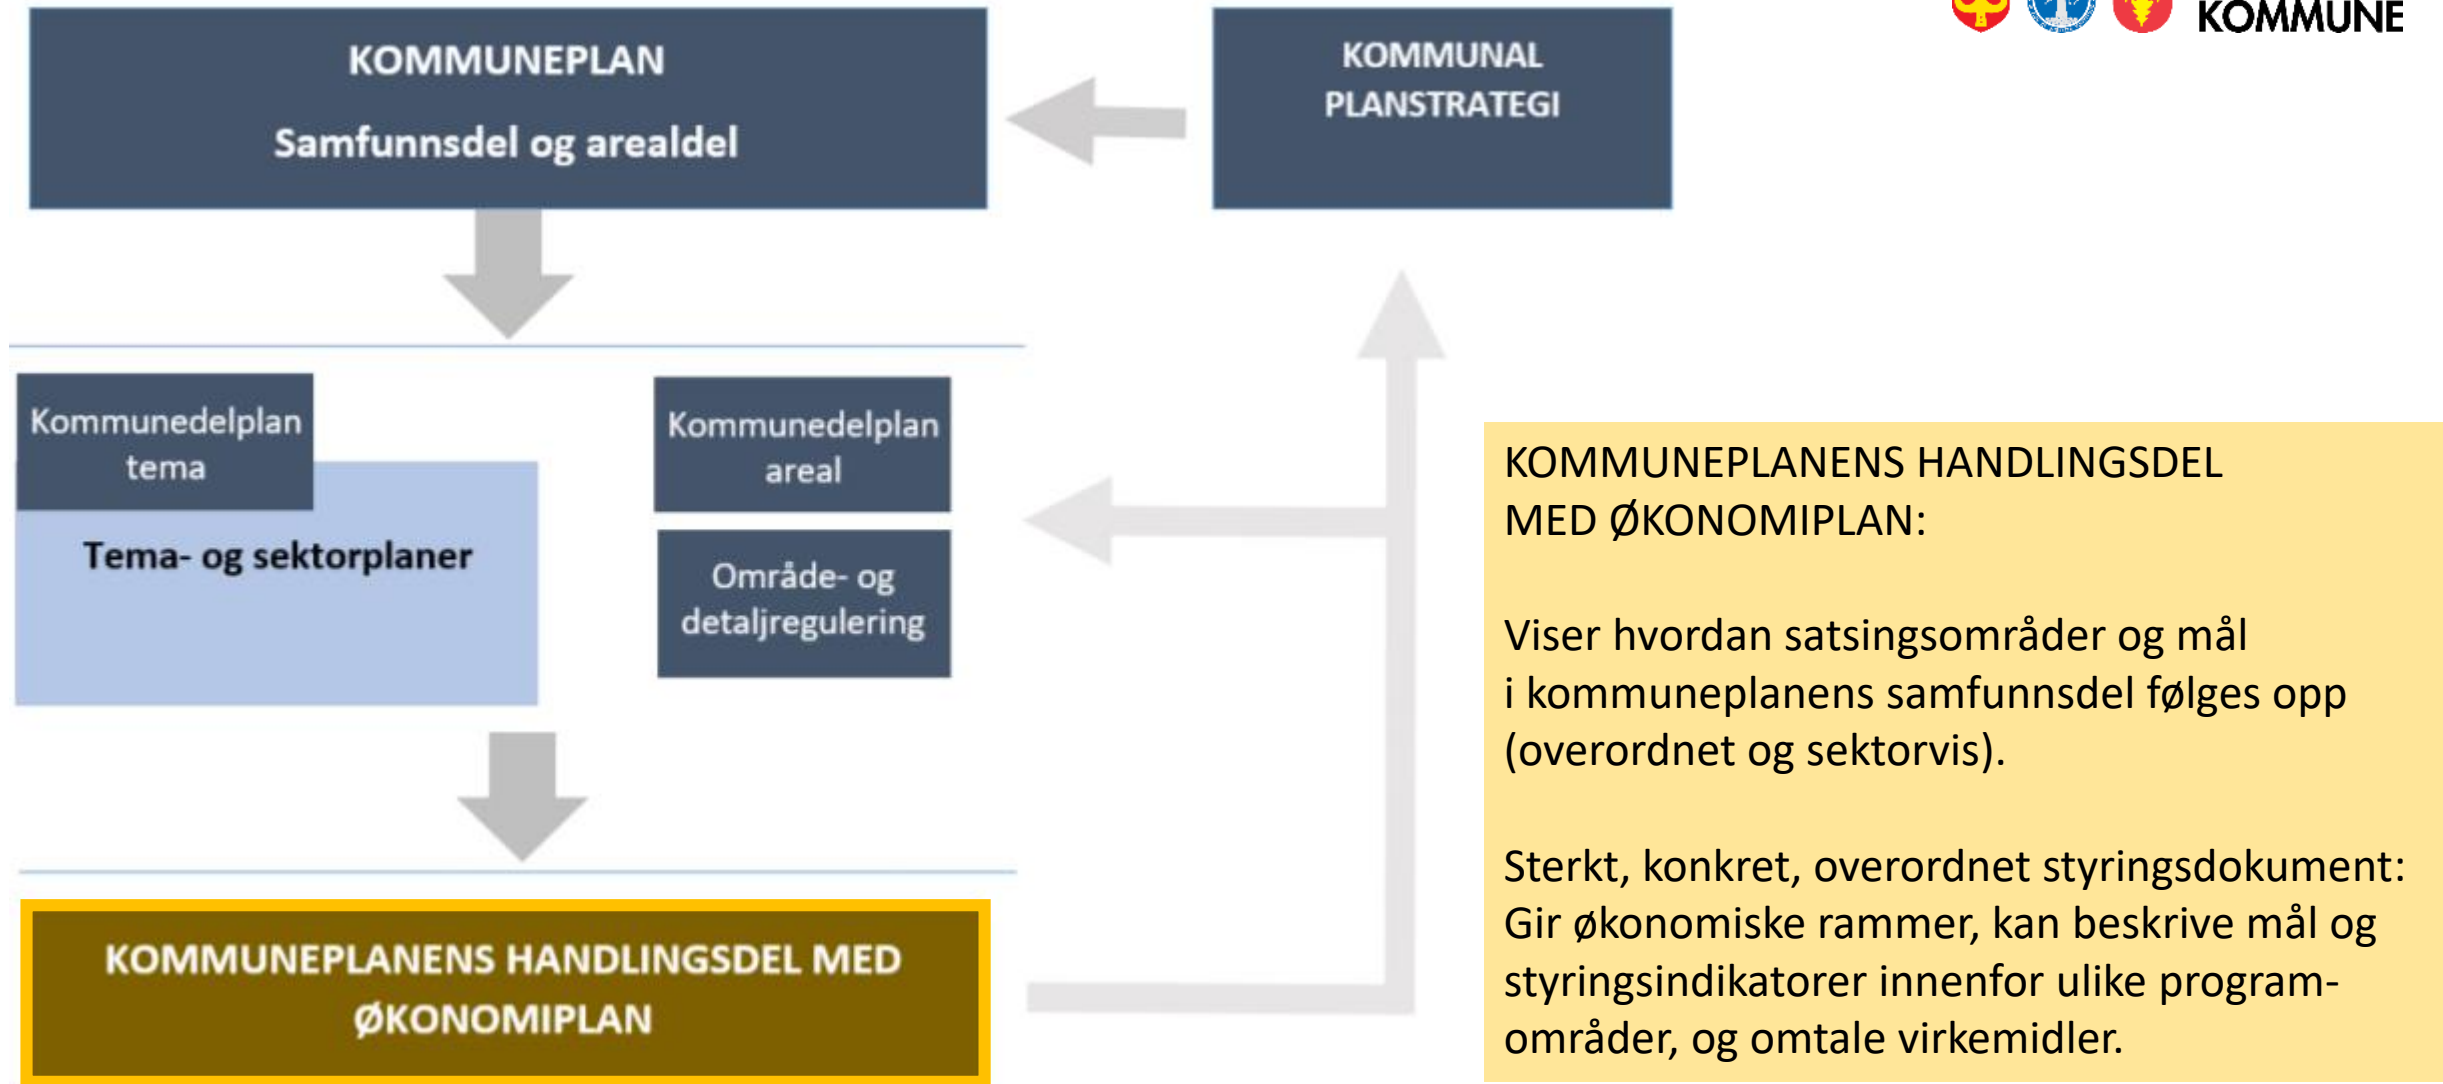 KOMMUNE
KOMMUNEPLAN
Samfunnsdel og arealdel
KOMMUNAL
PLANSTRATEGI
Kommunedelplan
tema
Tema- og sektorplaner
Kommunedelplan
areal
Område- og
detaljregulering
KOMMUNEPLANENS HANDLINGSDEL MED
ØKONOMIPLAN
KOMMUNEPLANENS HANDLINGSDEL
MED ØKONOMIPLAN:
Viser hvordan satsingsområder og mål
i kommuneplanens samfunnsdel følges opp
(overordnet og sektorvis).
Sterkt, konkret, overordnet styringsdokument:
Gir økonomiske rammer, kan beskrive mål og
styringsindikatorer innenfor ulike program-
områder, og omtale virkemidler.